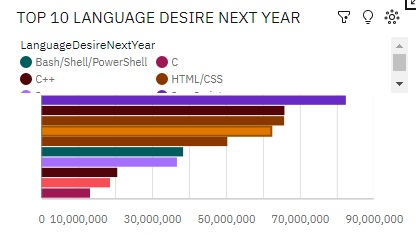 TOP 10 LANGUAGE DESIRE NEXT YEAR
LanguageDesireNextYear
Bash/Shell/PowerShell C
C++ HTML/CSS
0 10,000,000 30,000,000 50,000,000 70,000,000 90,000,000